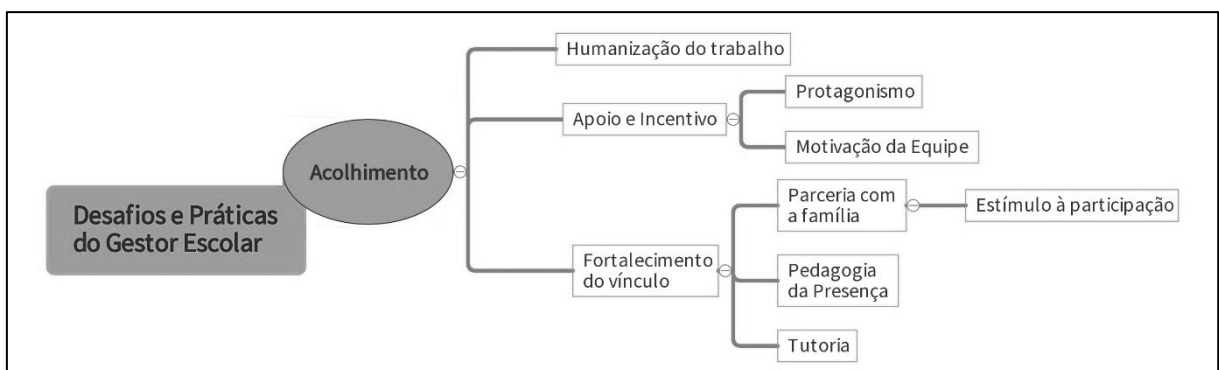 Desafios e Práticas
do Gestor Escolar
Acolhimento
Humanização do trabalho
Apoio e Incentivo
Protagonismo
Motivação da Equipe
Fortalecimento
do vínculo
Parceria com
a família
Estímulo à participação
Pedagogia
da Presença
Tutoria